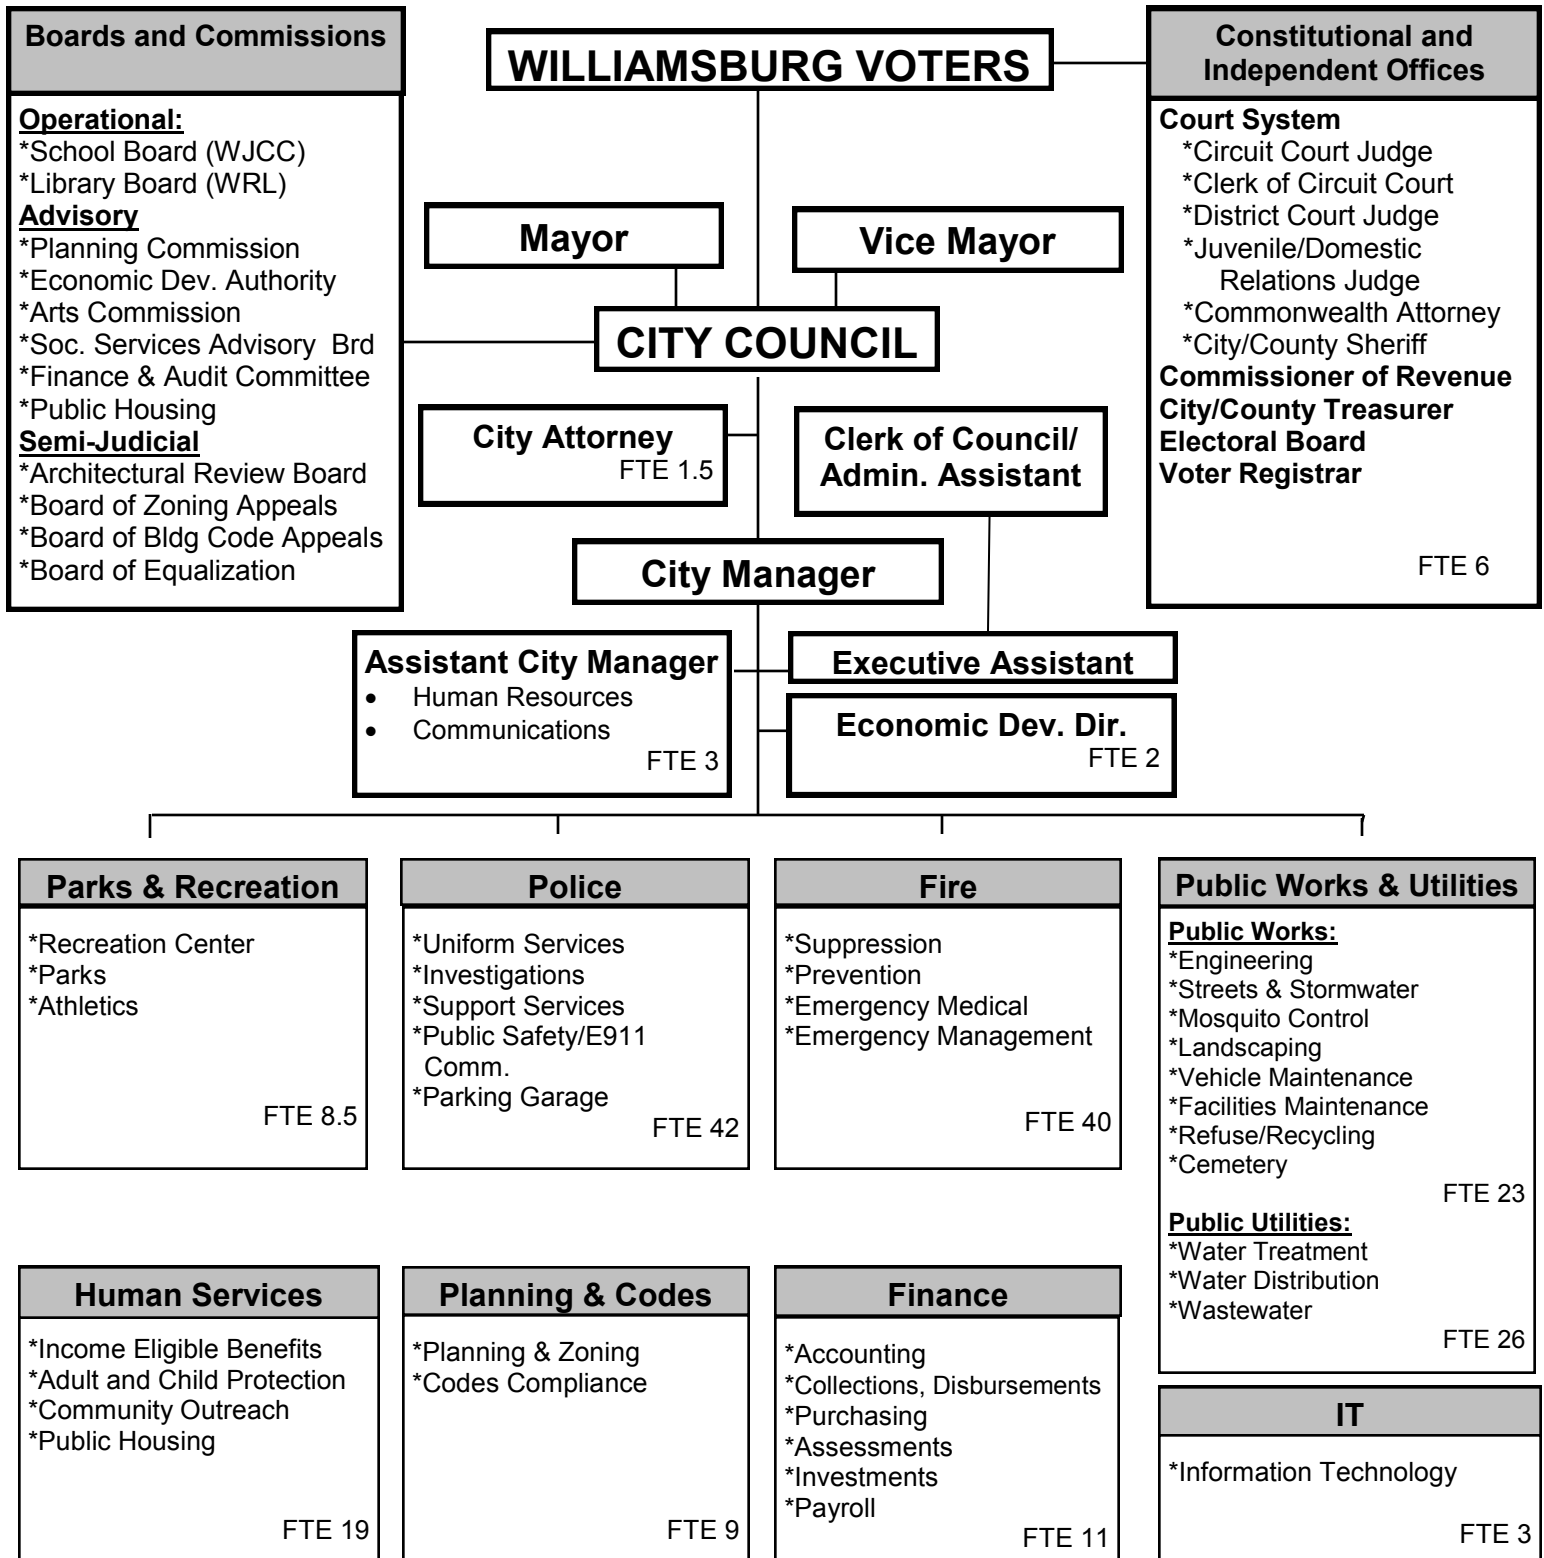 Boards and Commissions
Operational:
*School Board (WJCC)
*Library Board (WRL)
Advisory
*Planning Commission
*Economic Dev. Authority
*Arts Commission
*Soc. Services Advisory Brd
*Finance & Audit Committee
*Public Housing
Semi-Judicial
*Architectural Review Board
*Board of Zoning Appeals
*Board of Bldg Code Appeals
*Board of Equalization
WILLIAMSBURG VOTERS
Constitutional and
Independent Offices
Court System
*Circuit Court Judge
*Clerk of Circuit Court
*District Court Judge
*Juvenile/Domestic
Relations Judge
*Commonwealth Attorney
*City/County Sheriff
Commissioner of Revenue
City/County Treasurer
Electoral Board
Voter Registrar
FTE 6
Mayor
Vice Mayor
CITY COUNCIL
City Attorney
FTE 1.5
Clerk of Council/
Admin. Assistant
City Manager
Assistant City Manager
• Human Resources
• Communications
FTE 3
Executive Assistant
Economic Dev. Dir.
FTE 2
Parks & Recreation
*Recreation Center
*Parks
*Athletics
FTE 8.5
Police
*Uniform Services
*Investigations
*Support Services
*Public Safety/E911
Comm.
*Parking Garage
FTE 42
Fire
*Suppression
*Prevention
*Emergency Medical
*Emergency Management
FTE 40
Public Works & Utilities
Public Works:
*Engineering
*Streets & Stormwater
*Mosquito Control
*Landscaping
*Vehicle Maintenance
*Facilities Maintenance
*Refuse/Recycling
*Cemetery
FTE 23
Public Utilities:
*Water Treatment
*Water Distribution
*Wastewater
FTE 26
Human Services
*Income Eligible Benefits
*Adult and Child Protection
*Community Outreach
*Public Housing
FTE 19
Planning & Codes
*Planning & Zoning
*Codes Compliance
FTE 9
Finance
*Accounting
*Collections, Disbursements
*Purchasing
*Assessments
*Investments
*Payroll
FTE 11
IT
*Information Technology
FTE 3